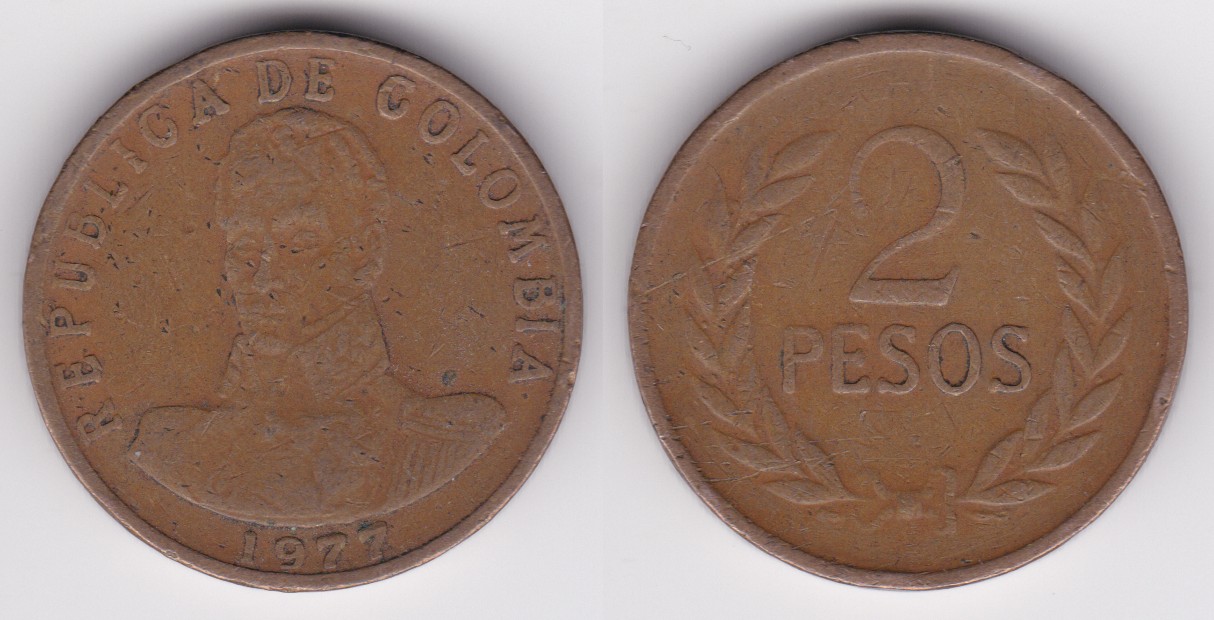 REPUBLICA DE COLOMBIA
1977
2
PESOS